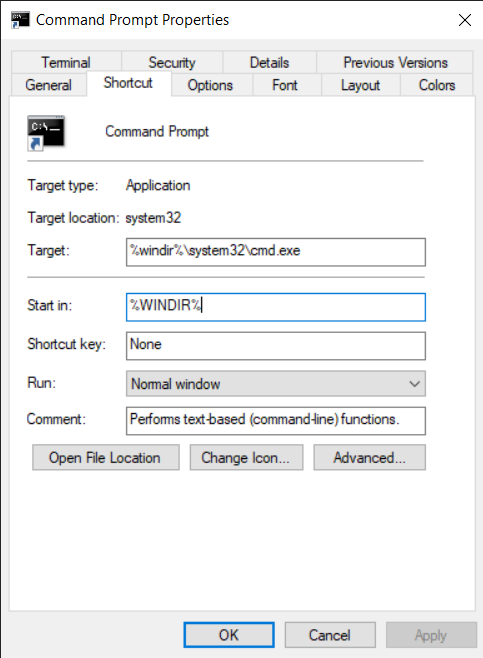 Command Prompt Properties
Terminal Security Details Previous Versions
General Shortcut Options Font Layout Colors
C:\_
Command Prompt
Target type: Application
Target location: system32
Target: %windir%\system32\cmd.exe
Start in: %WINDIR%
Shortcut key: None
Run: Normal window
Comment: Performs text-based (command-line) functions.
Open File Location Change Icon... Advanced...
OK Cancel Apply